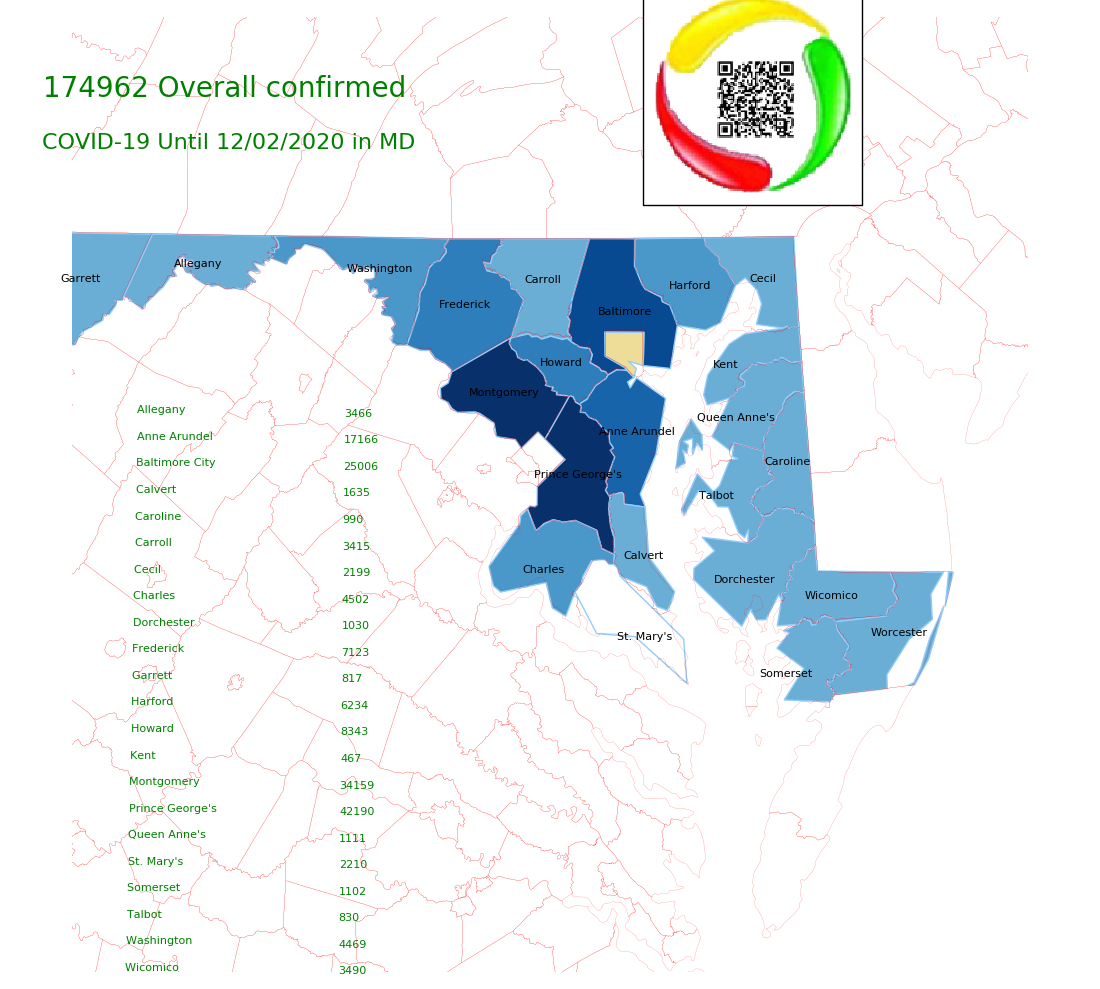 174962 Overall confirmed
COVID-19 Until 12/02/2020 in MD
Garrett
Allegany
Washington
Frederick
Carroll
Baltimore
Harford
Cecil
Howard
Kent
Montgomery
Queen Anne's
Anne Arundel
Caroline
Prince George's
Talbot
Calvert
Charles
Dorchester
Wicomico
St. Mary's
Worcester
Somerset
Allegany 3466
Anne Arundel 17166
Baltimore City 25006
Calvert 1635
Caroline 990
Carroll 3415
Cecil 2199
Charles 4502
Dorchester 1030
Frederick 7123
Garrett 817
Harford 6234
Howard 8343
Kent 467
Montgomery 34159
Prince George's 42190
Queen Anne's 1111
St. Mary's 2210
Somerset 1102
Talbot 830
Washington 4469
Wicomico 3490